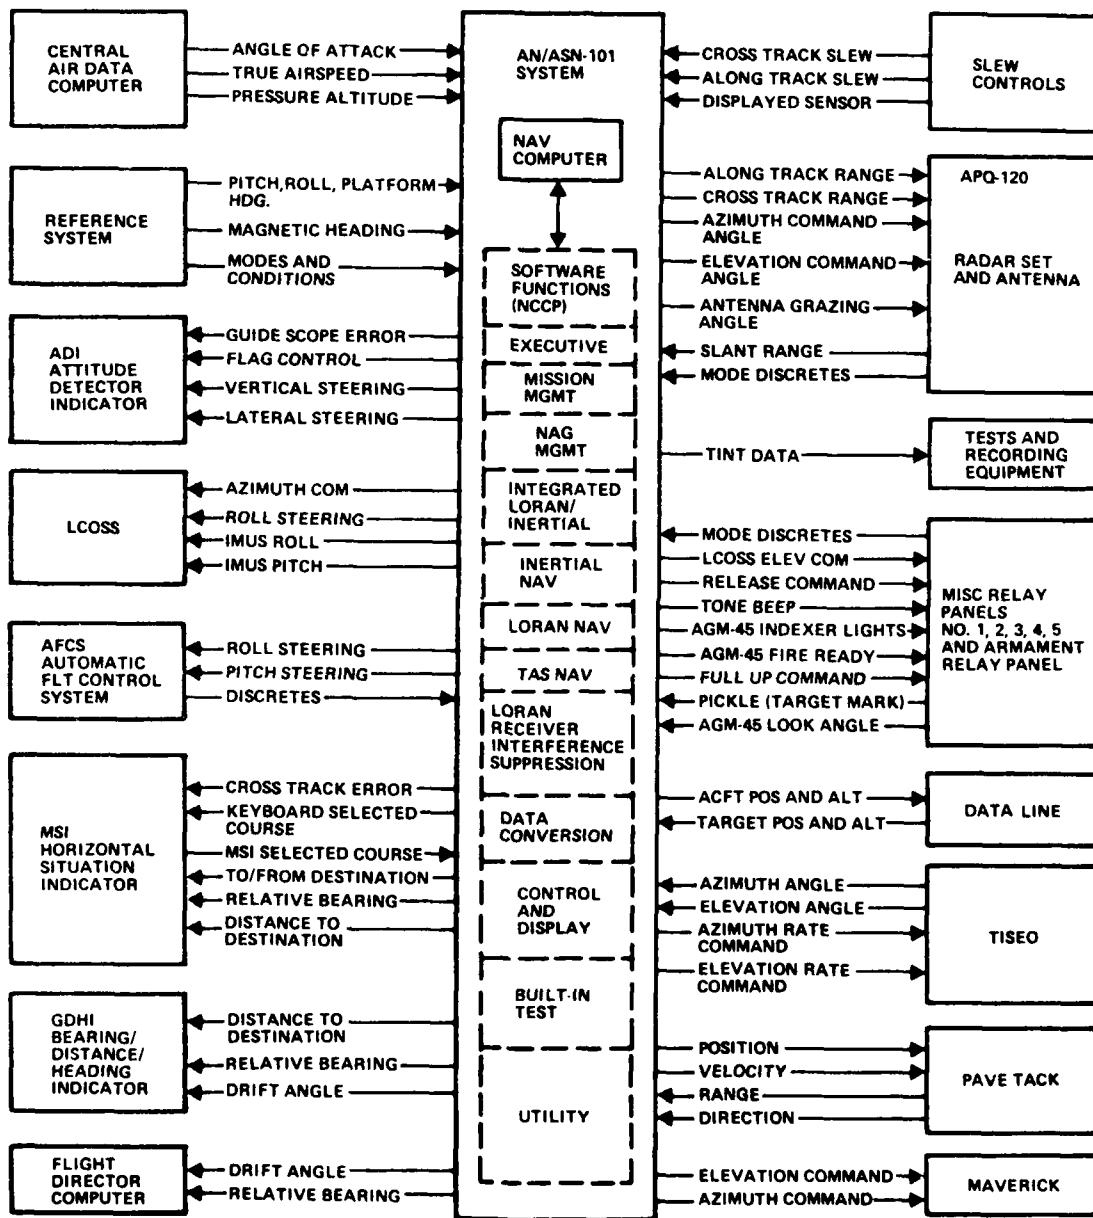 CENTRAL
AIR DATA
COMPUTER
ANGLE OF ATTACK
TRUE AIRSPEED
PRESSURE ALTITUDE
REFERENCE
SYSTEM
PITCH, ROLL, PLATFORM
HDG.
MAGNETIC HEADING
MODES AND
CONDITIONS
ADI
ATTITUDE
DETECTOR
INDICATOR
GUIDE SCOPE ERROR
FLAG CONTROL
VERTICAL STEERING
LATERAL STEERING
LCOSS
AZIMUTH COM
ROLL STEERING
IMUS ROLL
IMUS PITCH
AFCS
AUTOMATIC
FLT CONTROL
SYSTEM
ROLL STEERING
PITCH STEERING
DISCRETES
MSI
HORIZONTAL
SITUATION
INDICATOR
CROSS TRACK ERROR
KEYBOARD SELECTED
COURSE
MSI SELECTED COURSE
TO/FROM DESTINATION
RELATIVE BEARING
DISTANCE TO
DESTINATION
GDHI
BEARING/
DISTANCE/
HEADING
INDICATOR
DISTANCE TO
DESTINATION
RELATIVE BEARING
DRIFT ANGLE
FLIGHT
DIRECTOR
COMPUTER
DRIFT ANGLE
RELATIVE BEARING
AN/ASN-101
SYSTEM
NAV
COMPUTER
SOFTWARE
FUNCTIONS
(NCCP)
EXECUTIVE
MISSION
MGMT
NAG
MGMT
INTEGRATED
LORAN/
INERTIAL
INERTIAL
NAV
LORAN NAV
TAS NAV
LORAN
RECEIVER
INTERFERENCE
SUPPRESSION
DATA
CONVERSION
CONTROL
AND
DISPLAY
BUILT-IN
TEST
UTILITY
CROSS TRACK SLEW
ALONG TRACK SLEW
DISPLAYED SENSOR
SLEW
CONTROLS
ALONG TRACK RANGE
CROSS TRACK RANGE
AZIMUTH COMMAND
ANGLE
ELEVATION COMMAND
ANGLE
ANTENNA GRAZING
ANGLE
SLANT RANGE
MODE DISCRETES
APQ-120
RADAR SET
AND ANTENNA
TINT DATA
TESTS AND
RECORDING
EQUIPMENT
MODE DISCRETES
LCOSS ELEV COM
RELEASE COMMAND
TONE BEEP
AGM-45 INDEXER LIGHTS
AGM-45 FIRE READY
FULL UP COMMAND
PICKLE (TARGET MARK)
AGM-45 LOOK ANGLE
MISC RELAY
PANELS
NO. 1, 2, 3, 4, 5
AND ARMAMENT
RELAY PANEL
ACFT POS AND ALT
TARGET POS AND ALT
DATA LINE
AZIMUTH ANGLE
ELEVATION ANGLE
AZIMUTH RATE
COMMAND
ELEVATION RATE
COMMAND
TISEO
POSITION
VELOCITY
RANGE
DIRECTION
PAVE TACK
ELEVATION COMMAND
AZIMUTH COMMAND
MAVERICK